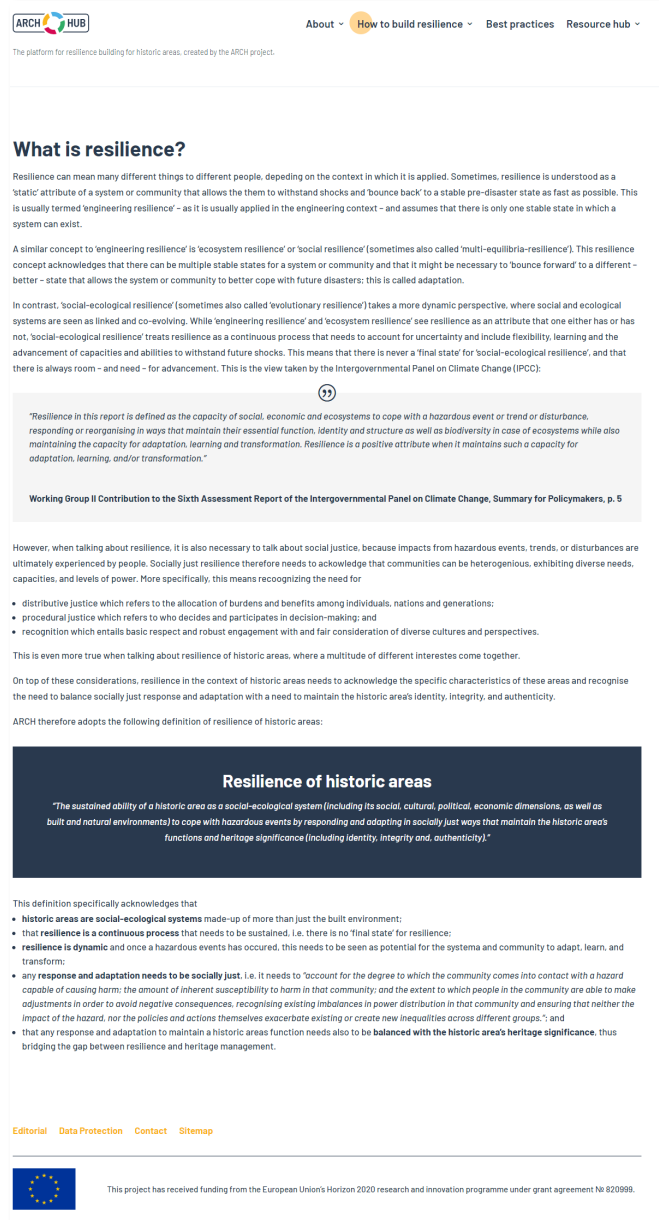 ARCH HUB
About How to build resilience Best practices Resource hub
The platform for resilience building for historic areas, created by the ARCH project.
What is resilience?
Resilience can mean many different things to different people, depeding on the context in which it is applied. Sometimes, resilience is understood as a
'static' attribute of a system or community that allows the them to withstand shocks and 'bounce back' to a stable pre-disaster state as fast as possible. This
is usually termed 'engineering resilience' – as it is usually applied in the engineering context – and assumes that there is only one stable state in which a
system can exist.
A similar concept to 'engineering resilience' is 'ecosystem resilience' or 'social resilience' (sometimes also called 'multi-equilibria-resilience'). This resilience
concept acknowledges that there can be multiple stable states for a system or community and that it might be necessary to 'bounce forward' to a different –
better – state that allows the system or community to better cope with future disasters; this is called adaptation.
In contrast, 'social-ecological resilience' (sometimes also called 'evolutionary resilience') takes a more dynamic perspective, where social and ecological
systems are seen as linked and co-evolving. While 'engineering resilience' and 'ecosystem resilience' see resilience as an attribute that one either has or has
not, 'social-ecological resilience' treats resilience as a continuous process that needs to account for uncertainty and include flexibility, learning and the
advancement of capacities and abilities to withstand future shocks. This means that there is never a 'final state' for 'social-ecological resilience', and that
there is always room – and need – for advancement. This is the view taken by the Intergovernmental Panel on Climate Change (IPCC):
"Resilience in this report is defined as the capacity of social, economic and ecosystems to cope with a hazardous event or trend or disturbance,
responding or reorganising in ways that maintain their essential function, identity and structure as well as biodiversity in case of ecosystems while also
maintaining the capacity for adaptation, learning and transformation. Resilience is a positive attribute when it maintains such a capacity for
adaptation, learning, and/or transformation."
Working Group II Contribution to the Sixth Assessment Report of the Intergovernmental Panel on Climate Change, Summary for Policymakers, p. 5
However, when talking about resilience, it is also necessary to talk about social justice, because impacts from hazardous events, trends, or disturbances are
ultimately experienced by people. Socially just resilience therefore needs to ackowledge that communities can be heterogenious, exhibiting diverse needs,
capacities, and levels of power. More specifically, this means recoognizing the need for
• distributive justice which refers to the allocation of burdens and benefits among individuals, nations and generations;
• procedural justice which refers to who decides and participates in decision-making; and
• recognition which entails basic respect and robust engagement with and fair consideration of diverse cultures and perspectives.
This is even more true when talking about resilience of historic areas, where a multitude of different interestes come together.
On top of these considerations, resilience in the context of historic areas needs to acknowledge the specific characteristics of these areas and recognise
the need to balance socially just response and adaptation with a need to maintain the historic area's identity, integrity, and authenticity.
ARCH therefore adopts the following definition of resilience of historic areas:
Resilience of historic areas
"The sustained ability of a historic area as a social-ecological system (including its social, cultural, political, economic dimensions, as well as
built and natural environments) to cope with hazardous events by responding and adapting in socially just ways that maintain the historic area's
functions and heritage significance (including identity, integrity and, authenticity)."
This definition specifically acknowledges that
• historic areas are social-ecological systems made-up of more than just the built environment;
• that resilience is a continuous process that needs to be sustained, i.e. there is no 'final state' for resilience;
• resilience is dynamic and once a hazardous events has occured, this needs to be seen as potential for the systema and community to adapt, learn, and
transform;
• any response and adaptation needs to be socially just, i.e. it needs to "account for the degree to which the community comes into contact with a hazard
capable of causing harm; the amount of inherent susceptibility to harm in that community; and the extent to which people in the community are able to make
adjustments in order to avoid negative consequences, recognising existing imbalances in power distribution in that community and ensuring that neither the
impact of the hazard, nor the policies and actions themselves exacerbate existing or create new inequalities across different groups."; and
• that any response and adaptation to maintain a historic areas function needs also to be balanced with the historic area's heritage significance, thus
bridging the gap between resilience and heritage management.
Editorial Data Protection Contact Sitemap
This project has received funding from the European Union's Horizon 2020 research and innovation programme under grant agreement № 820999.